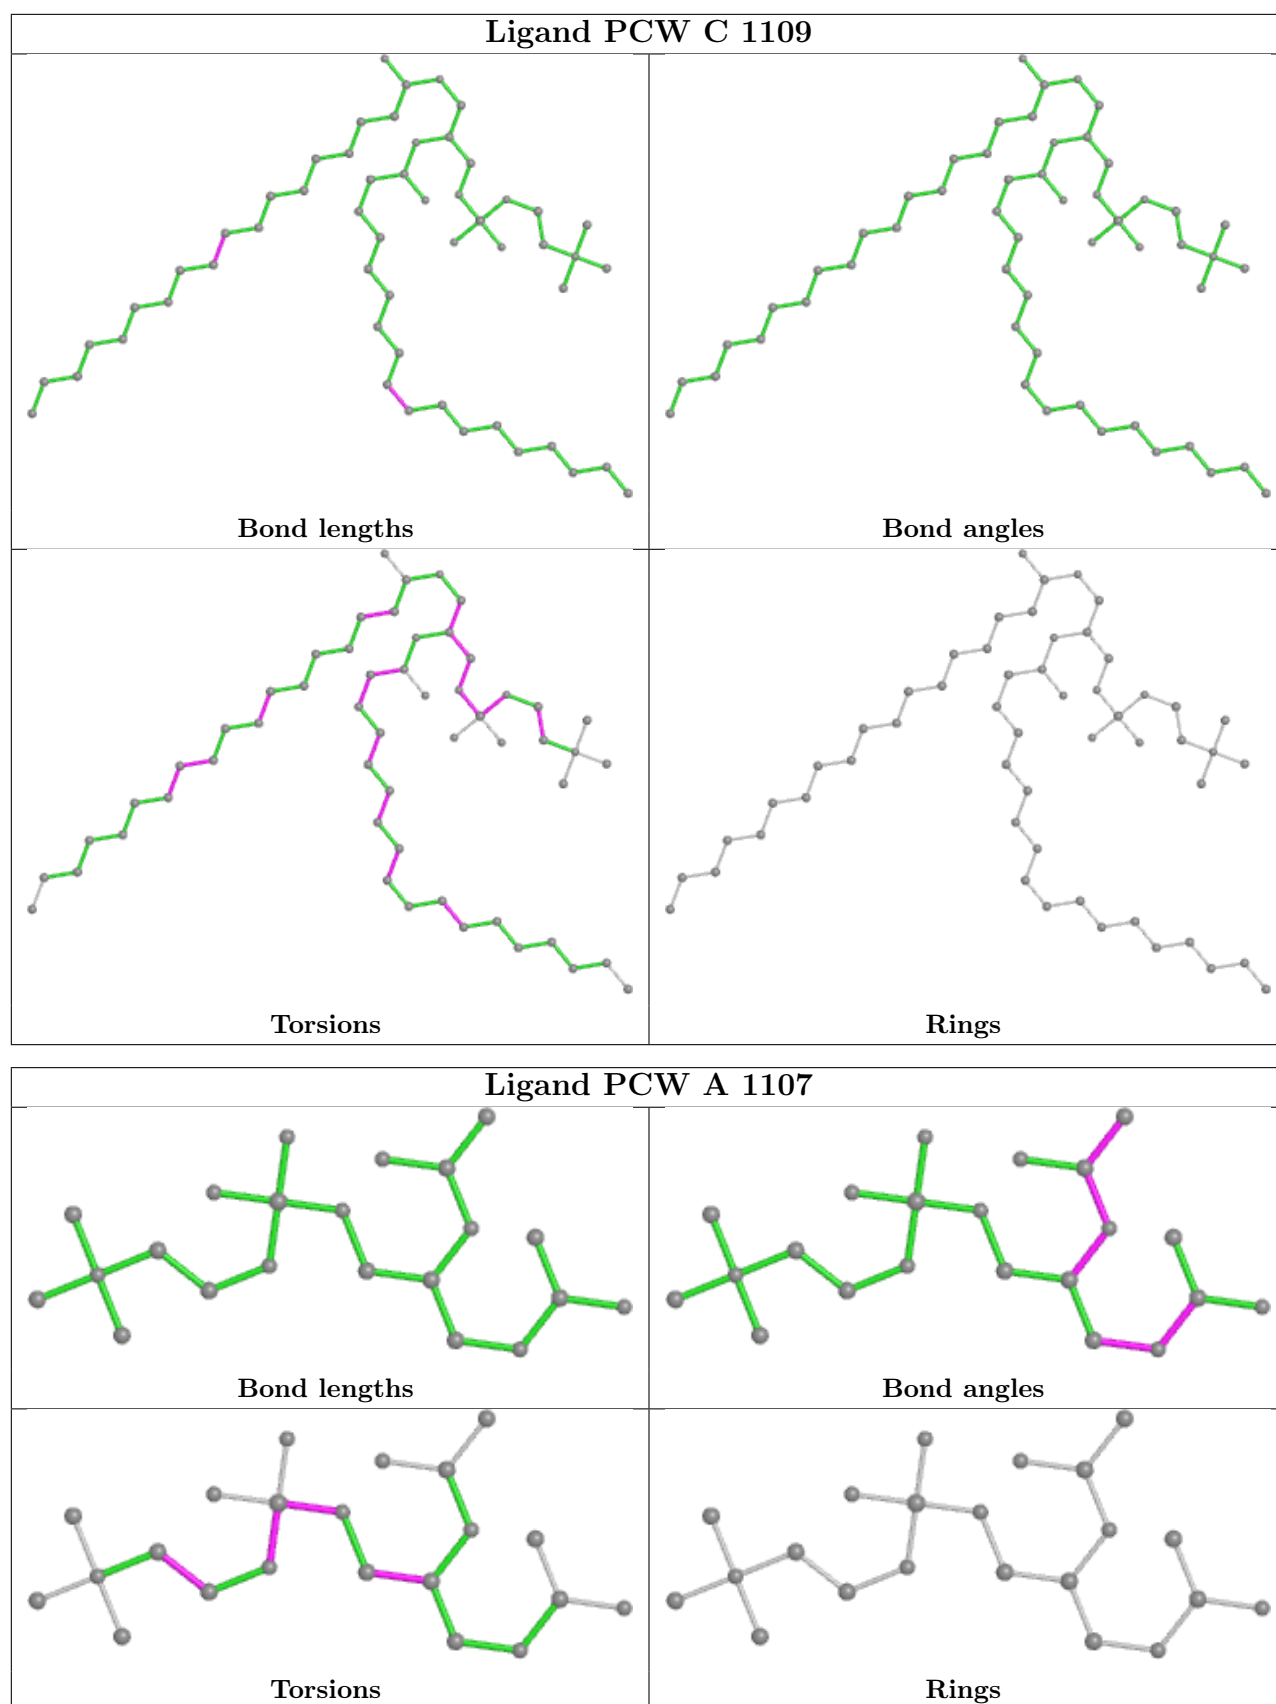 Ligand PCW C 1109
Bond lengths
Bond angles
Torsions
Rings
Ligand PCW A 1107
Bond lengths
Bond angles
Torsions
Rings